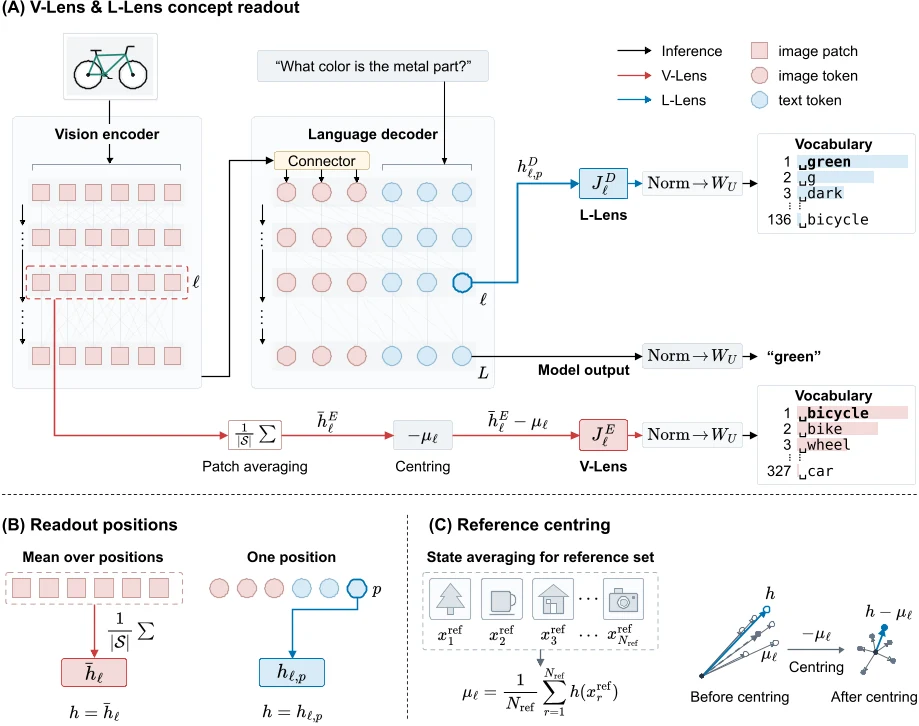 (A) V-Lens & L-Lens concept readout
“What color is the metal part?”
Inference
V-Lens
L-Lens
image patch
image token
text token
Vision encoder
Language decoder
Connector
ℓ
ℓ
L
h^D_{ℓ,p}
J^D_ℓ
L-Lens
Norm→W_U
Vocabulary
1 ␣green
2 ␣g
3 ␣dark
⋮ ⋮
136 ␣bicycle
Model output
Norm→W_U
“green”
1/|S| ∑
Patch averaging
h̄^E_ℓ
−μ_ℓ
Centring
h̄^E_ℓ − μ_ℓ
J^E_ℓ
V-Lens
Norm→W_U
Vocabulary
1 ␣bicycle
2 ␣bike
3 ␣wheel
⋮ ⋮
327 ␣car
(B) Readout positions
Mean over positions
1/|S| ∑
h̄_ℓ
h = h̄_ℓ
One position
p
h_{ℓ,p}
h = h_{ℓ,p}
(C) Reference centring
State averaging for reference set
⋯
x^ref_1 x^ref_2 x^ref_3 ⋯ x^ref_{N_ref}
μ_ℓ = 1/N_ref ∑_{r=1}^{N_ref} h(x^ref_r)
h
μ_ℓ
Before centring
−μ_ℓ
Centring
h − μ_ℓ
After centring